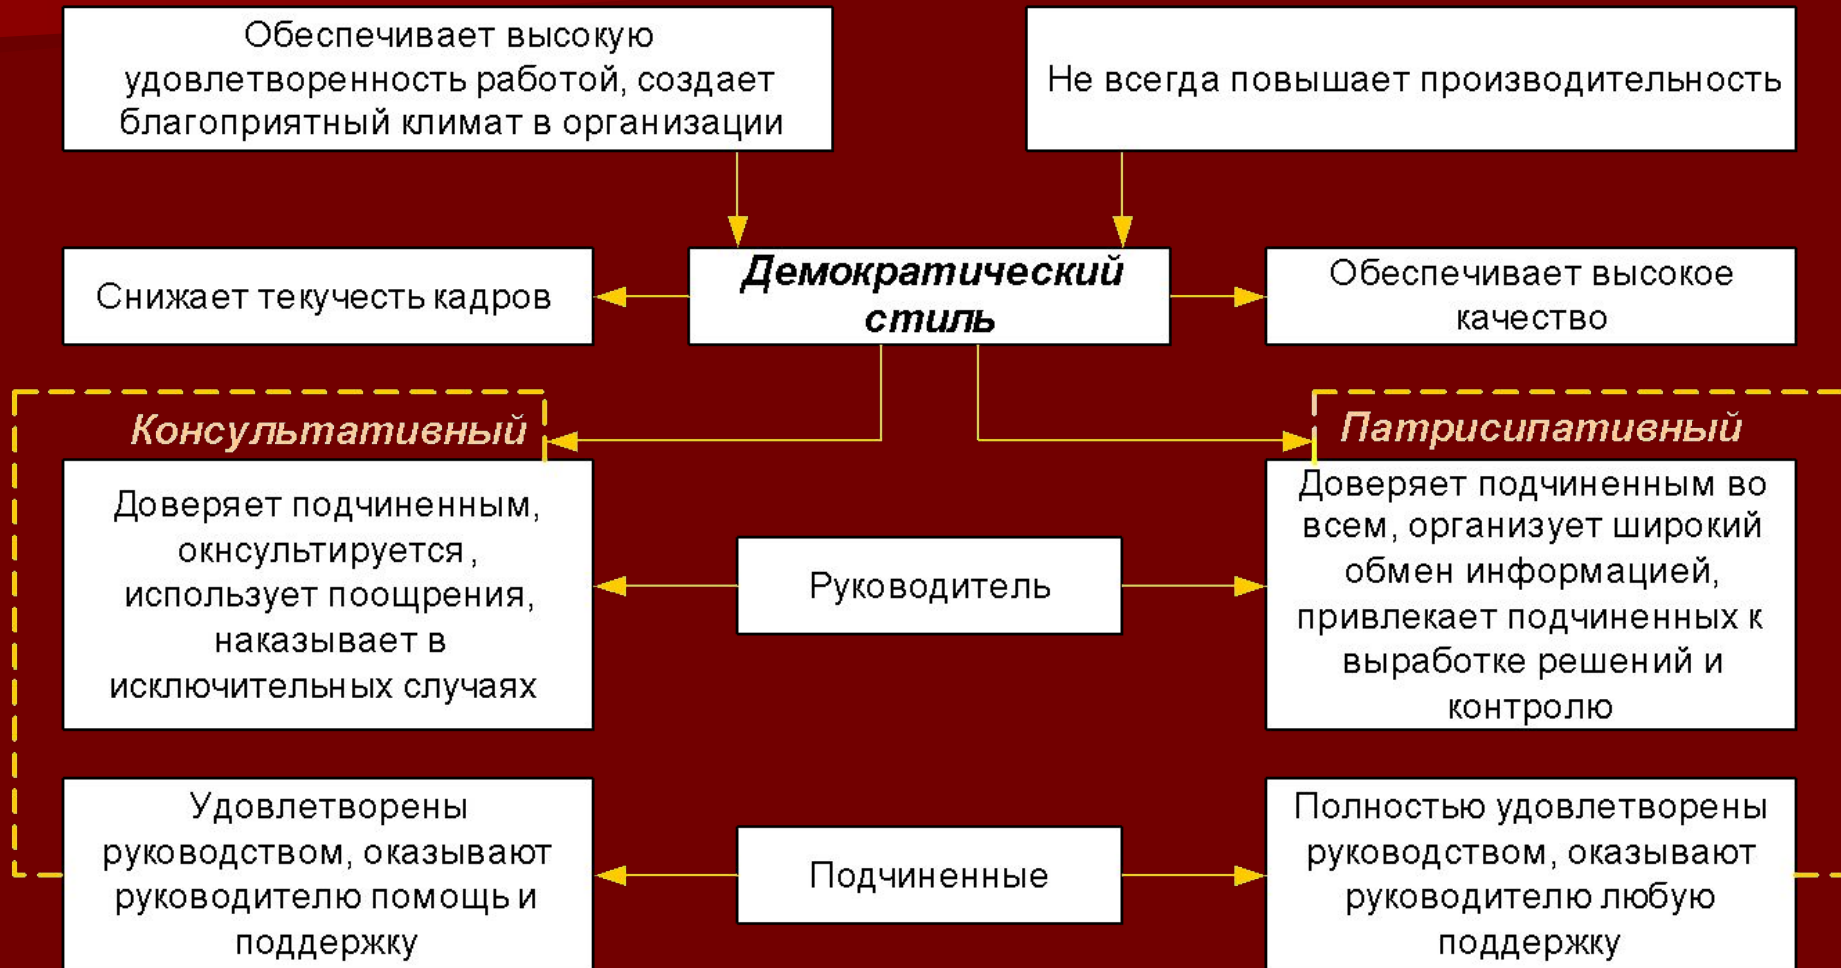 Обеспечивает высокую
удовлетворенность работой, создает
благоприятный климат в организации
Не всегда повышает производительность
Снижает текучесть кадров
Демократический
стиль
Обеспечивает высокое
качество
Консультативный
Патрисипативный
Доверяет подчиненным,
окнсультируется,
использует поощрения,
наказывает в
исключительных случаях
Руководитель
Доверяет подчиненным во
всем, организует широкий
обмен информацией,
привлекает подчиненных к
выработке решений и
контролю
Удовлетворены
руководством, оказывают
руководителю помощь и
поддержку
Подчиненные
Полностью удовлетворены
руководством, оказывают
руководителю любую
поддержку